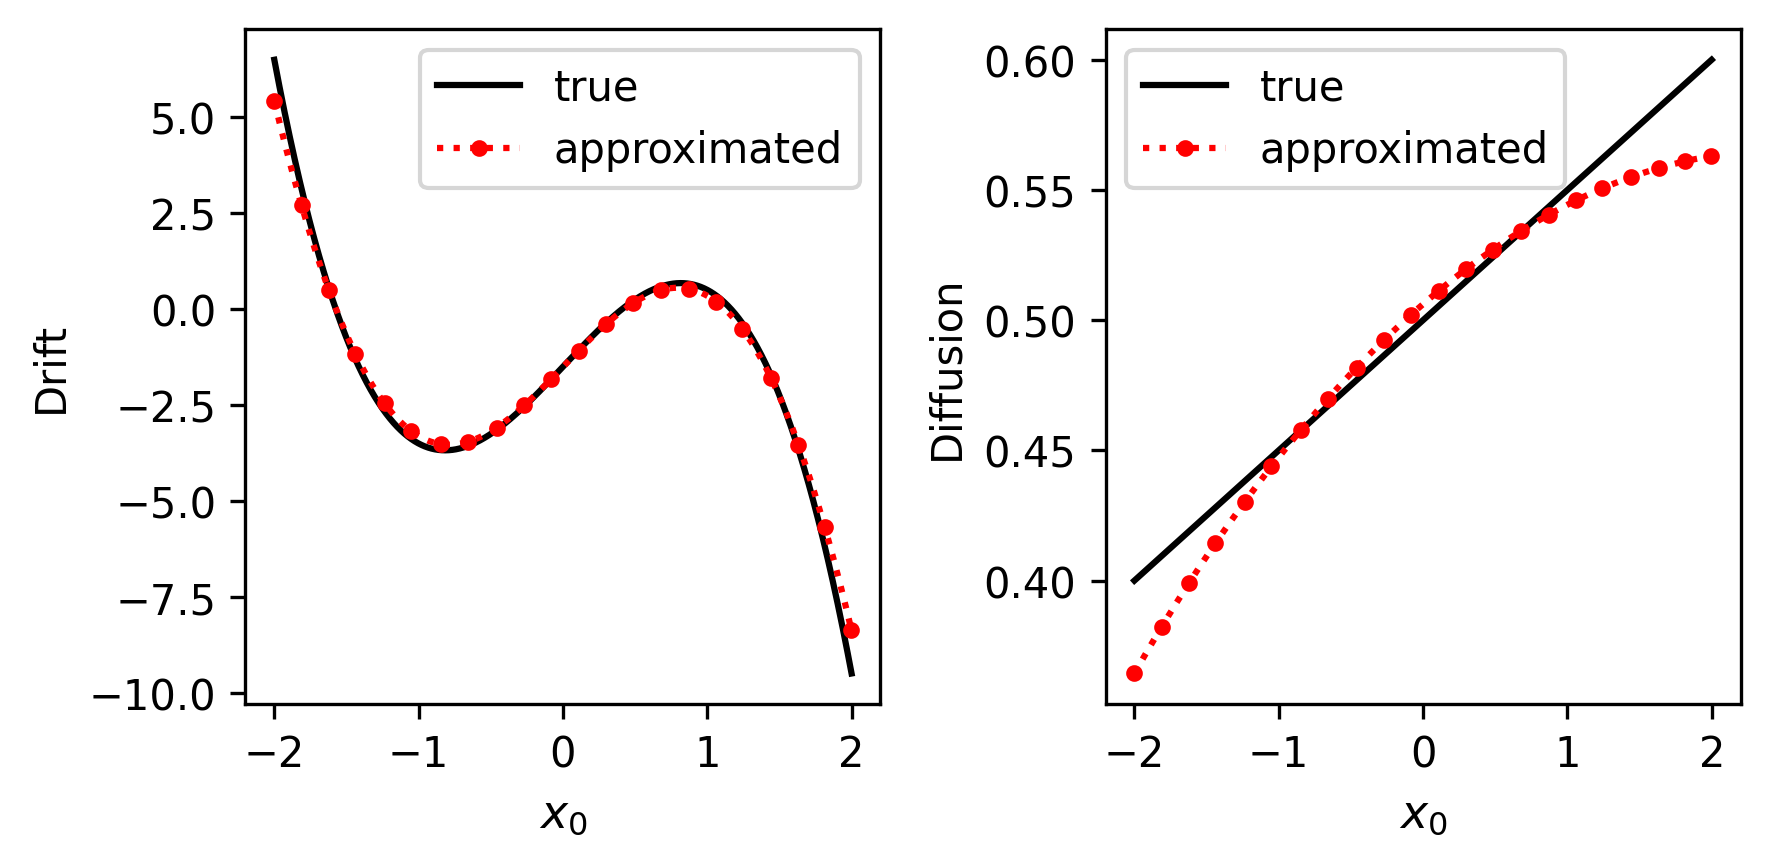 true
approximated
Drift
5.0
2.5
0.0
−2.5
−5.0
−7.5
−10.0
−2 −1 0 1 2
x₀
true
approximated
Diffusion
0.60
0.55
0.50
0.45
0.40
−2 −1 0 1 2
x₀